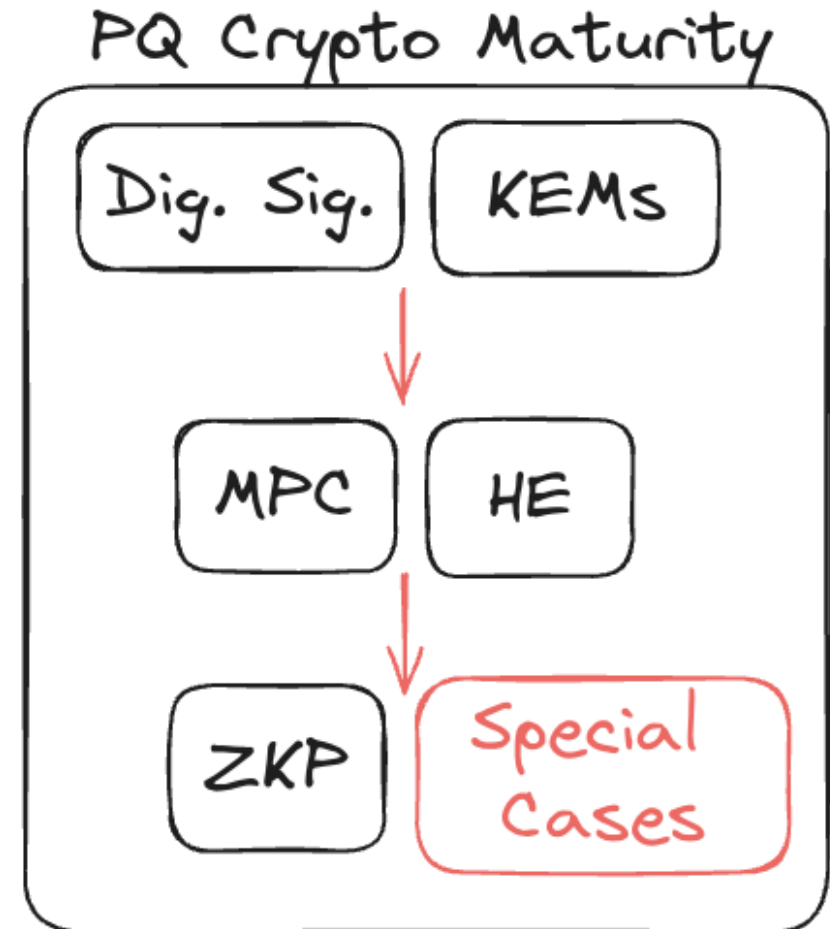 PQ Crypto Maturity
Dig. Sig. KEMs
MPC HE
ZKP Special
Cases